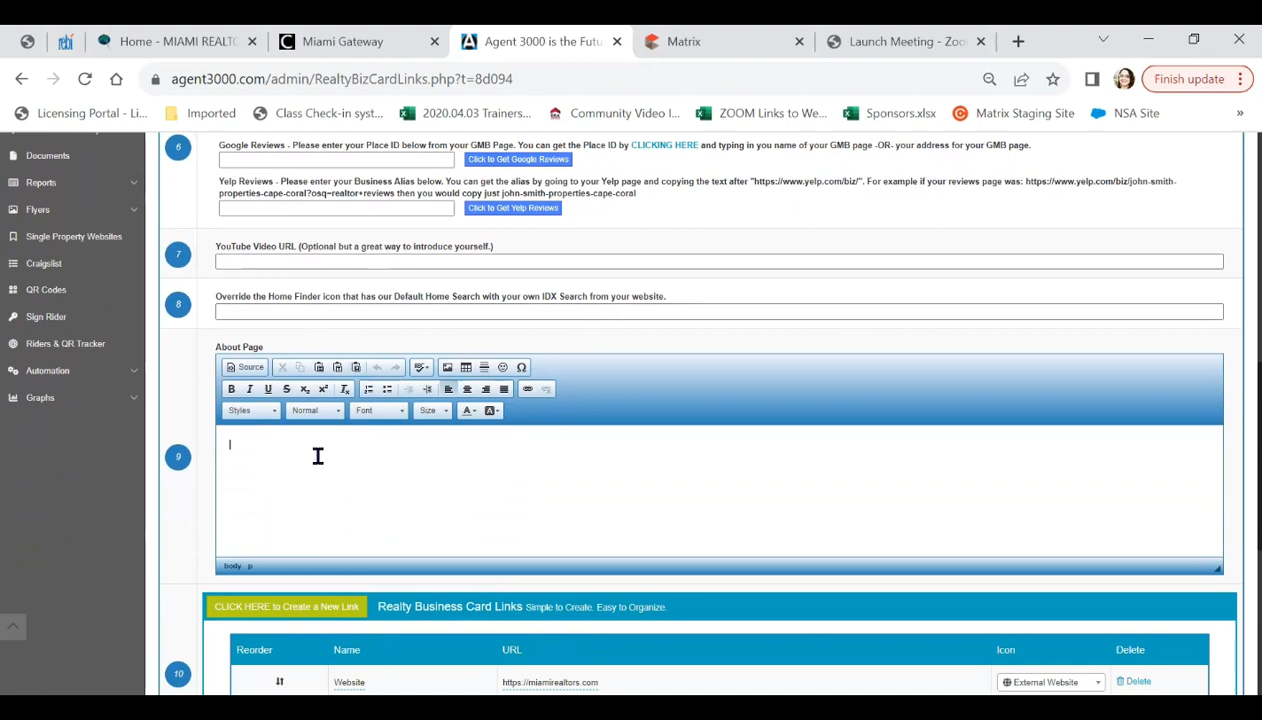 Home - MIAMI REALTO
Miami Gateway
Agent 3000 is the Futu
Matrix
Launch Meeting - Zoo
agent3000.com/admin/RealtyBizCardLinks.php?t=8d094
Finish update
Licensing Portal - Li...
Imported
Class Check-in syst...
2020.04.03 Trainers...
Community Video I...
ZOOM Links to We...
Sponsors.xlsx
Matrix Staging Site
NSA Site
Documents
Reports
Flyers
Single Property Websites
Craigslist
QR Codes
Sign Rider
Riders & QR Tracker
Automation
Graphs
6
Google Reviews - Please enter your Place ID below from your GMB Page. You can get the Place ID by CLICKING HERE and typing in you name of your GMB page -OR- your address for your GMB page.
Click to Get Google Reviews
Yelp Reviews - Please enter your Business Alias below. You can get the alias by going to your Yelp page and copying the text after "https://www.yelp.com/biz/". For example if your reviews page was: https://www.yelp.com/biz/john-smith-
properties-cape-coral?osq=realtor+reviews then you would copy just john-smith-properties-cape-coral
Click to Get Yelp Reviews
7
YouTube Video URL (Optional but a great way to introduce yourself.)
8
Override the Home Finder icon that has our Default Home Search with your own IDX Search from your website.
9
About Page
Source
Styles
Normal
Font
Size
body p
10
CLICK HERE to Create a New Link
Realty Business Card Links Simple to Create. Easy to Organize.
Reorder
Name
URL
Icon
Delete
Website
https://miamirealtors.com
External Website
Delete